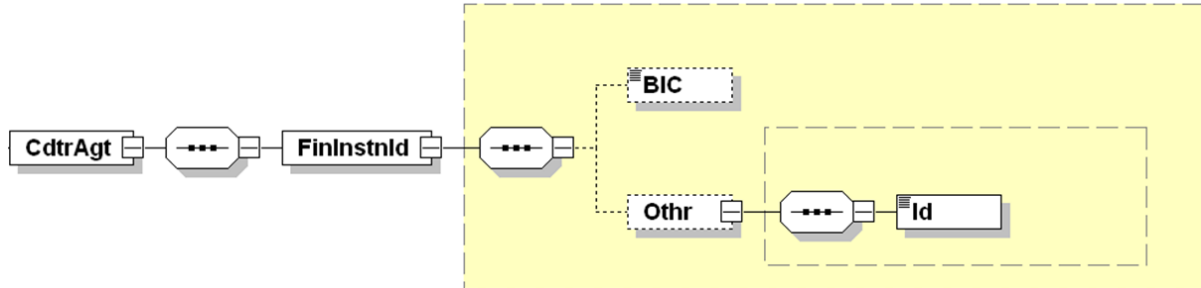 BIC
CdtrAgt
FinInstnId
Othr
Id